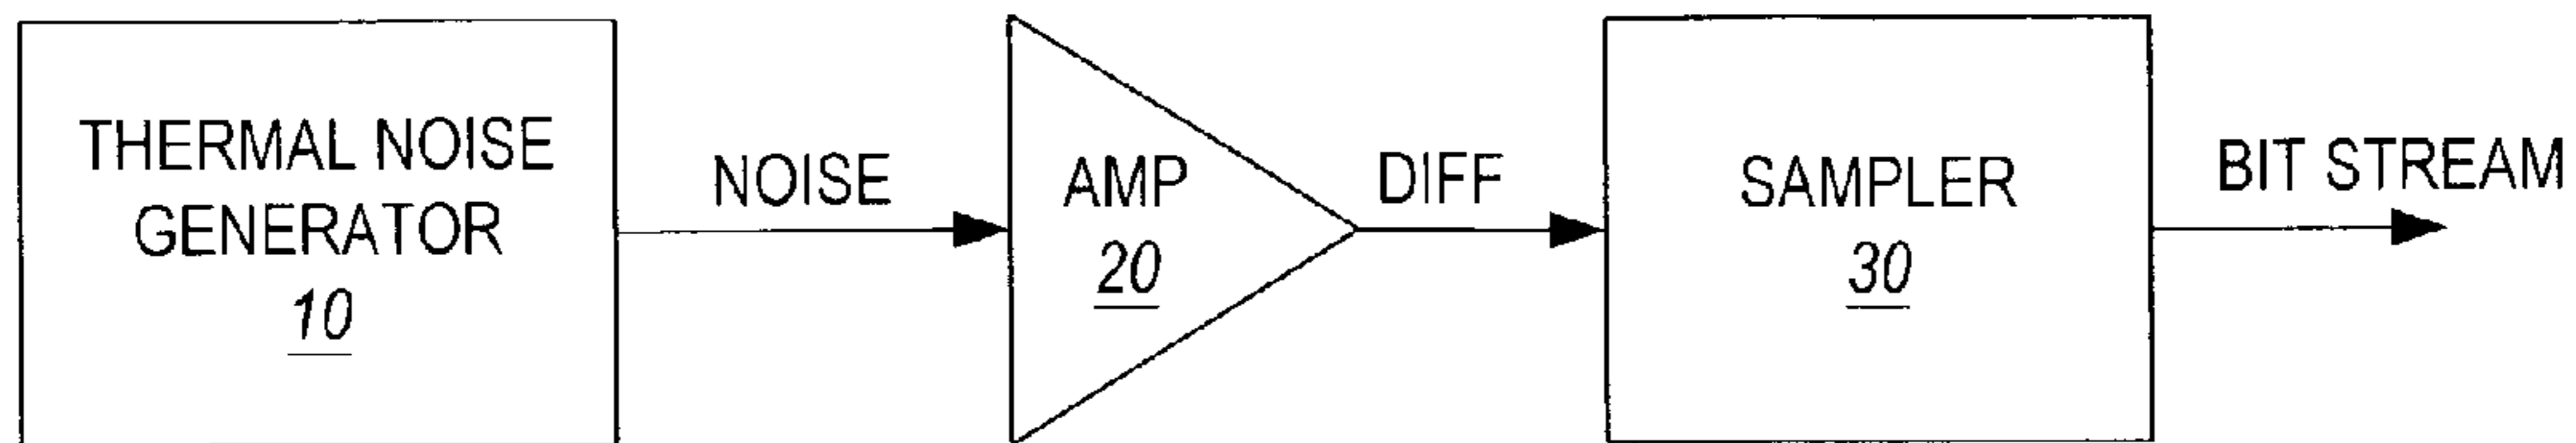 THERMAL NOISE
GENERATOR
10
NOISE
AMP
20
DIFF
SAMPLER
30
BIT STREAM